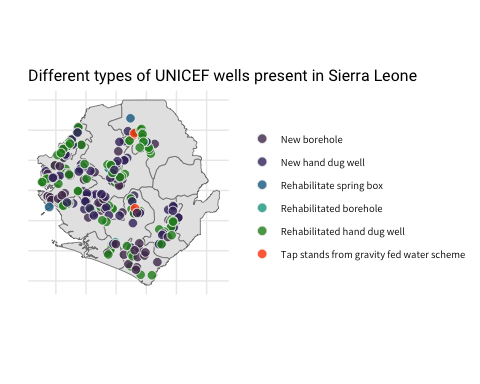 Different types of UNICEF wells present in Sierra Leone
New borehole
New hand dug well
Rehabilitate spring box
Rehabilitated borehole
Rehabilitated hand dug well
Tap stands from gravity fed water scheme